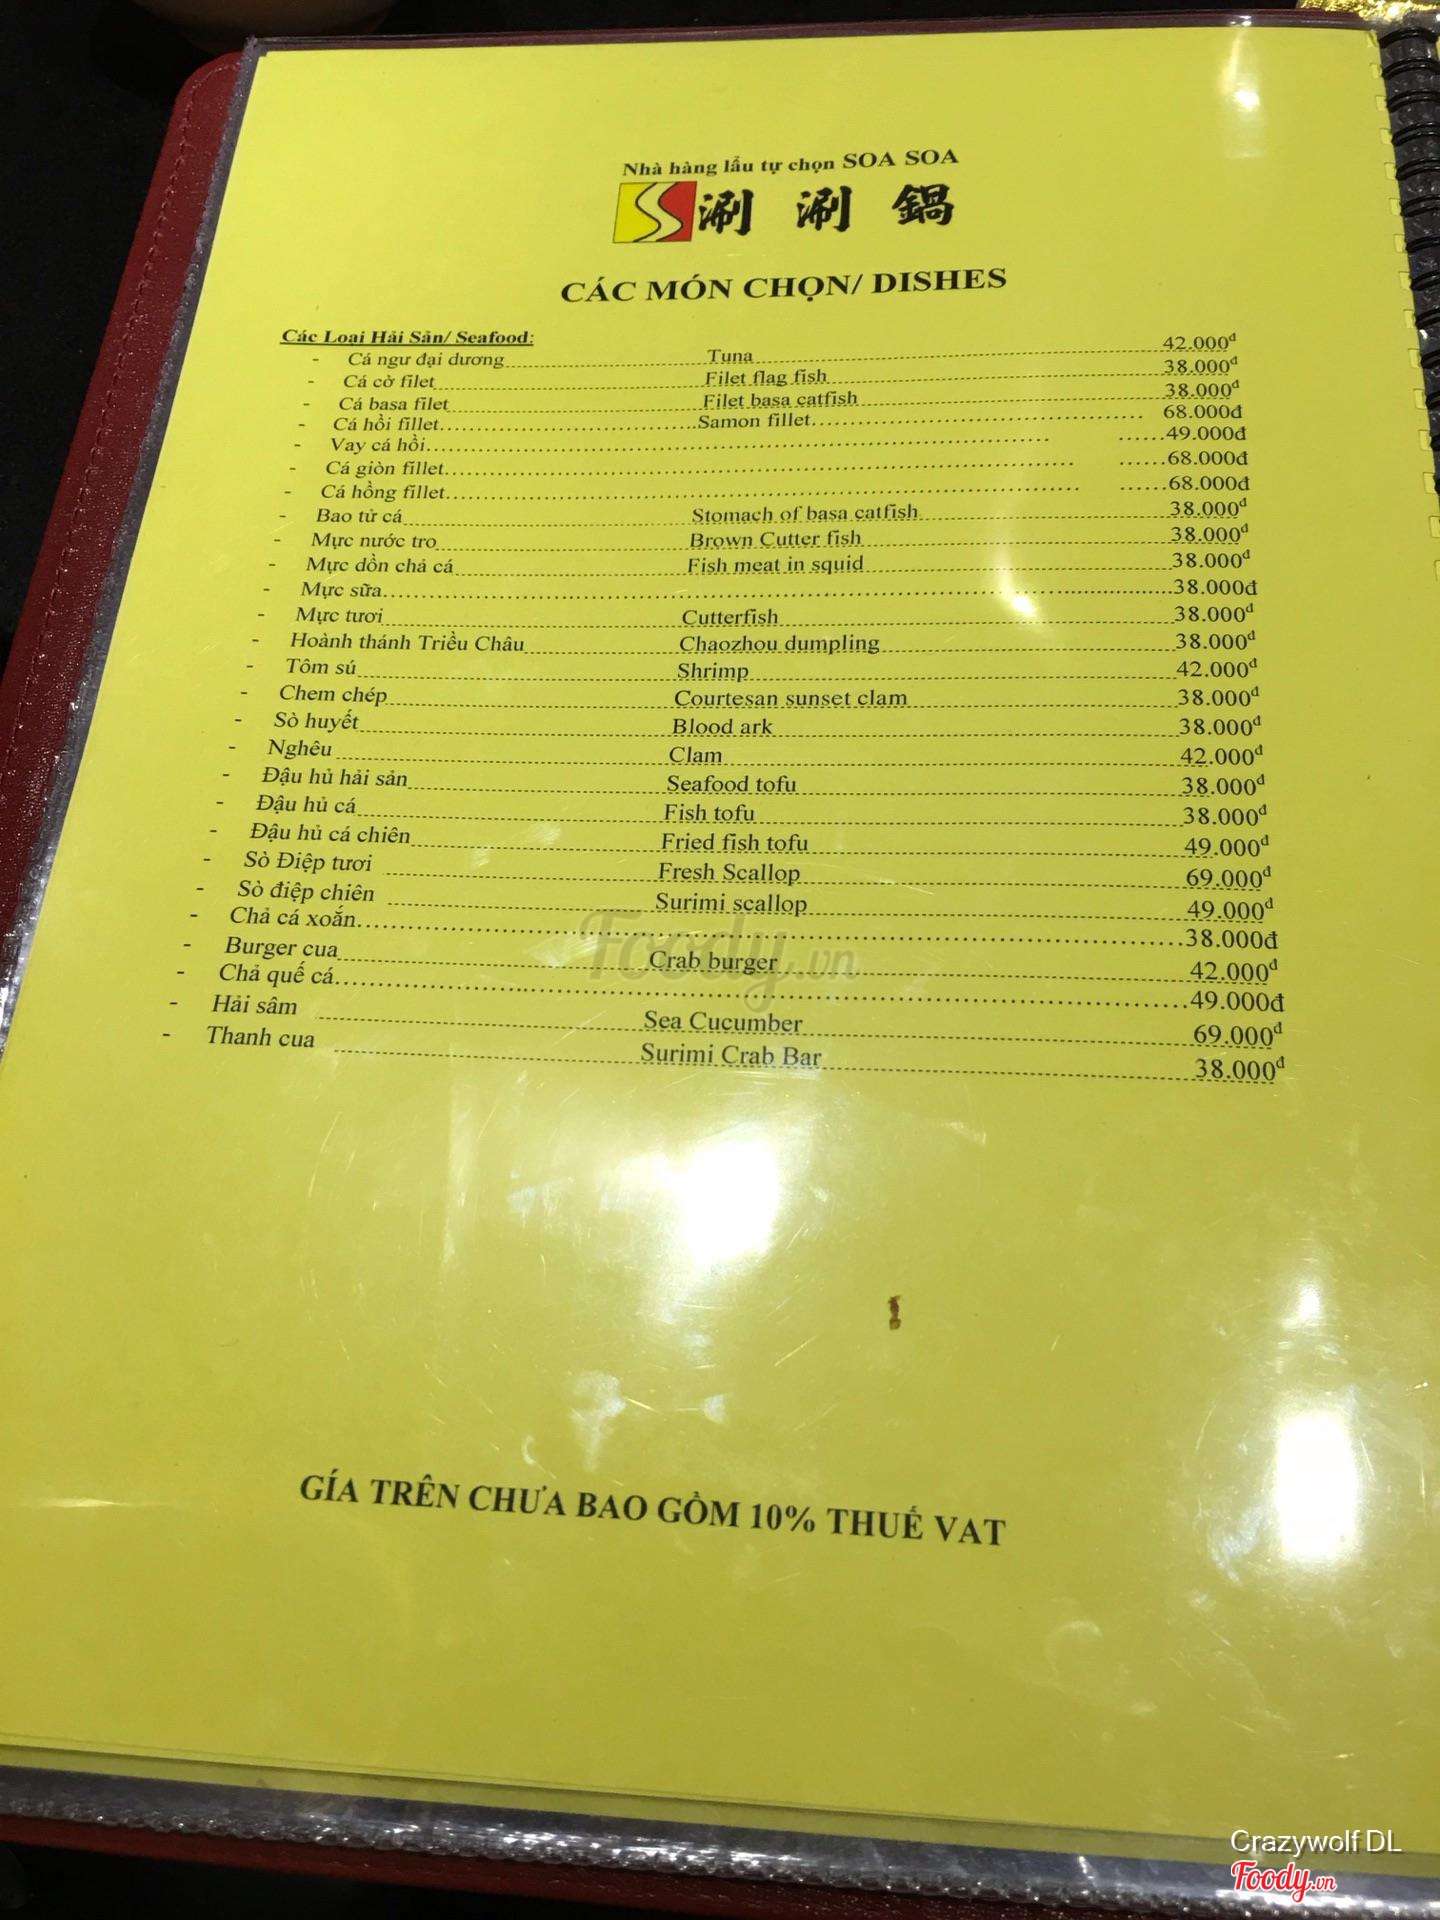 Nhà hàng lẩu tự chọn SOA SOA
涮 涮 鍋
CÁC MÓN CHỌN/ DISHES
Các Loại Hải Sản/ Seafood:
- Cá ngư đại dương Tuna 42.000đ
- Cá cờ filet Filet flag fish 38.000đ
- Cá basa filet Filet basa catfish 38.000đ
- Cá hồi fillet Samon fillet 68.000đ
- Vay cá hồi 49.000đ
- Cá giòn fillet 68.000đ
- Cá hồng fillet 68.000đ
- Bao tử cá Stomach of basa catfish 38.000đ
- Mực nước tro Brown Cutter fish 38.000đ
- Mực dồn chả cá Fish meat in squid 38.000đ
- Mực sữa 38.000đ
- Mực tươi Cutterfish 38.000đ
- Hoành thánh Triều Châu Chaozhou dumpling 38.000đ
- Tôm sú Shrimp 42.000đ
- Chem chép Courtesan sunset clam 38.000đ
- Sò huyết Blood ark 38.000đ
- Nghêu Clam 42.000đ
- Đậu hủ hải sản Seafood tofu 38.000đ
- Đậu hủ cá Fish tofu 38.000đ
- Đậu hủ cá chiên Fried fish tofu 49.000đ
- Sò Điệp tươi Fresh Scallop 69.000đ
- Sò điệp chiên Surimi scallop 49.000đ
- Chả cá xoắn 38.000đ
- Burger cua Crab burger 42.000đ
- Chả quế cá 49.000đ
- Hải sâm Sea Cucumber 69.000đ
- Thanh cua Surimi Crab Bar 38.000đ
Foody.vn
GÍA TRÊN CHƯA BAO GỒM 10% THUẾ VAT
Crazywolf DL
Foody.vn